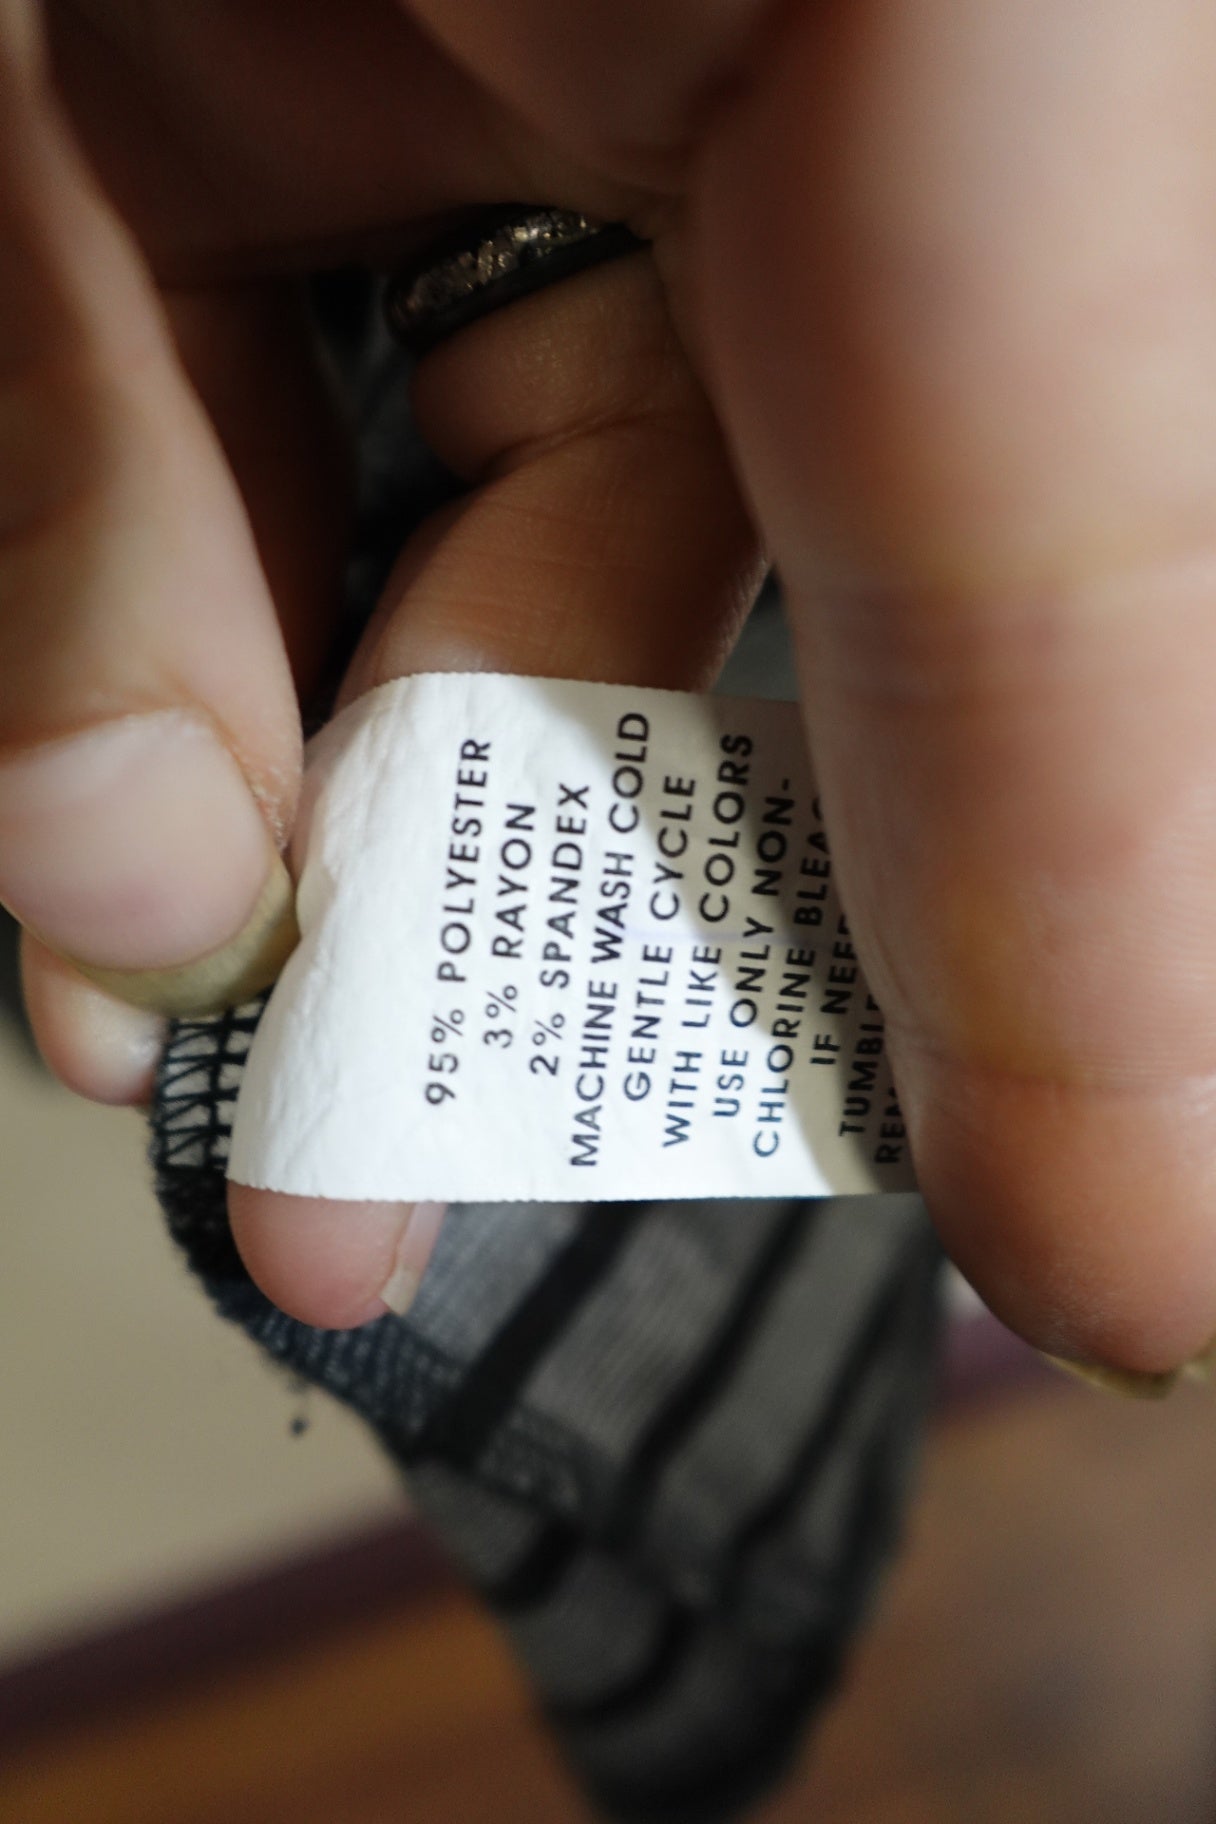 95% POLYESTER
3% RAYON
2% SPANDEX
MACHINE WASH COLD
GENTLE CYCLE
WITH LIKE COLORS
USE ONLY NON-
CHLORINE
IF